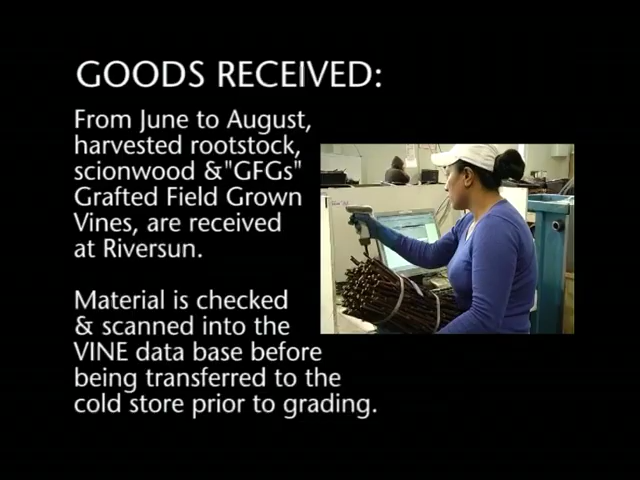 GOODS RECEIVED:
From June to August,
harvested rootstock,
scionwood &"GFGs"
Grafted Field Grown
Vines, are received
at Riversun.
Material is checked
& scanned into the
VINE data base before
being transferred to the
cold store prior to grading.